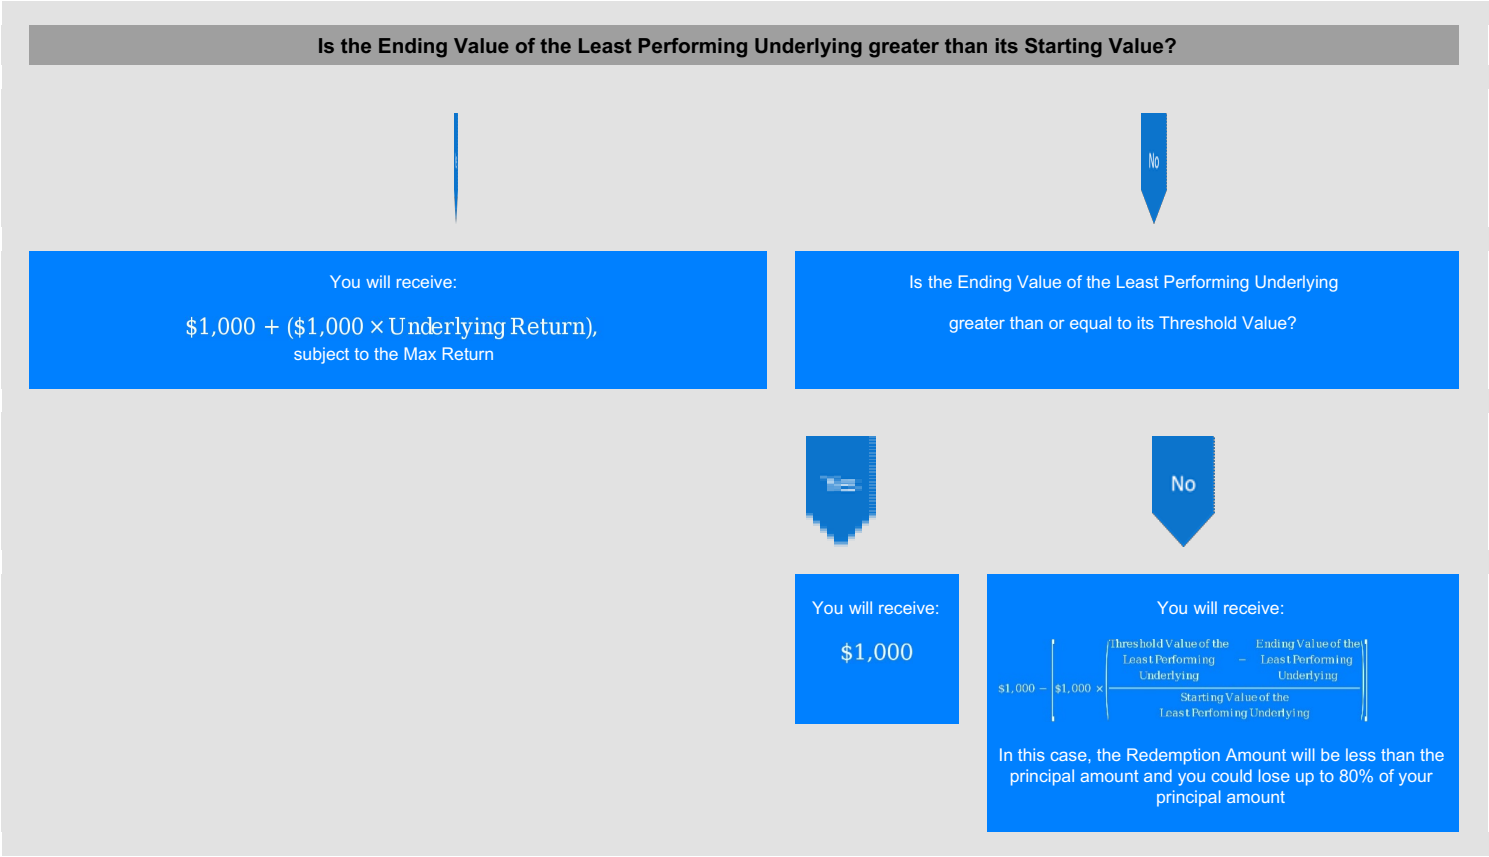 Is the Ending Value of the Least Performing Underlying greater than its Starting Value?
No
You will receive:
$1,000 + ($1,000 × Underlying Return),
subject to the Max Return
Is the Ending Value of the Least Performing Underlying
greater than or equal to its Threshold Value?
No
You will receive:
$1,000
You will receive:
Threshold Value of the Ending Value of the
Least Performing − Least Performing
Underlying Underlying
$1,000 − [$1,000 × (
Starting Value of the
Least Perfoming Underlying
)]
In this case, the Redemption Amount will be less than the
principal amount and you could lose up to 80% of your
principal amount